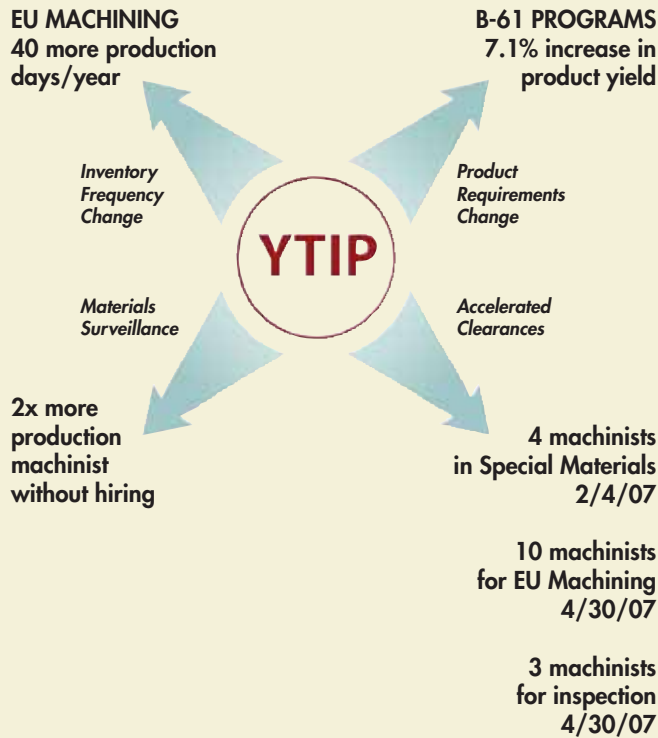 EU MACHINING
40 more production
days/year
B-61 PROGRAMS
7.1% increase in
product yield
Inventory
Frequency
Change
Product
Requirements
Change
YTIP
Materials
Surveillance
Accelerated
Clearances
2x more
production
machinist
without hiring
4 machinists
in Special Materials
2/4/07
10 machinists
for EU Machining
4/30/07
3 machinists
for inspection
4/30/07